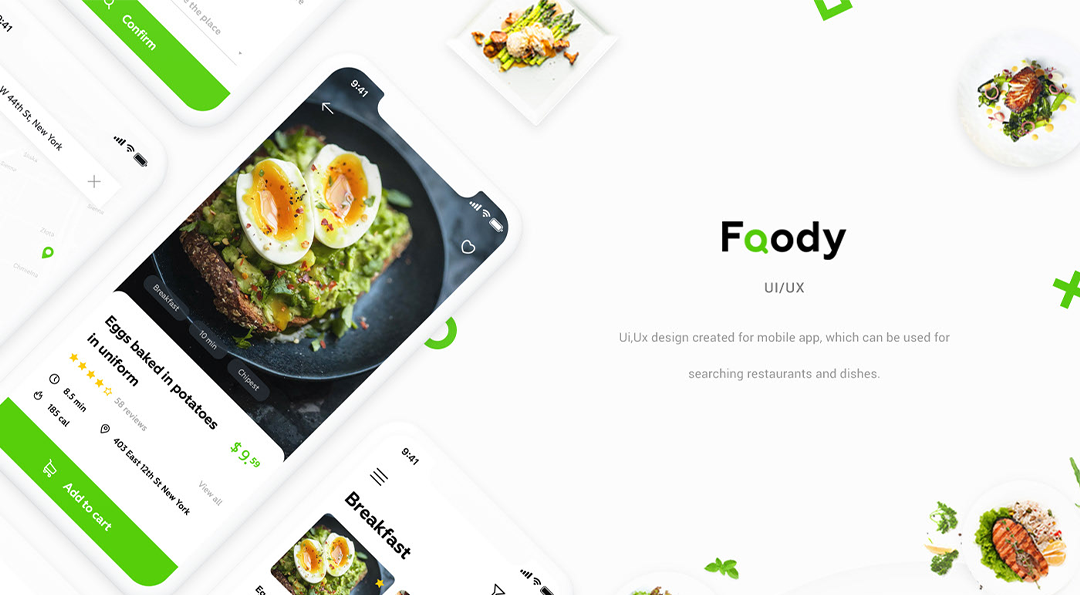 :41
e the place
Confirm
W 44th St, New York
9:41
Breakfast
10 min
Chipest
Eggs baked in potatoes
in uniform
58 reviews
8.5 min
185 cal
$9.59
403 East 12th St New York
View all
Add to cart
9:41
Breakfast
Foody
UI/UX
Ui,Ux design created for mobile app, which can be used for
searching restaurants and dishes.